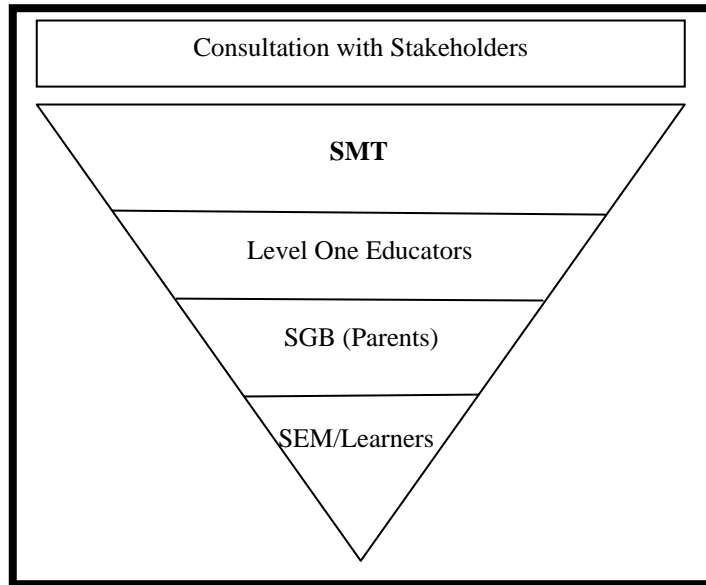 Consultation with Stakeholders
SMT
Level One Educators
SGB (Parents)
SEM/Learners